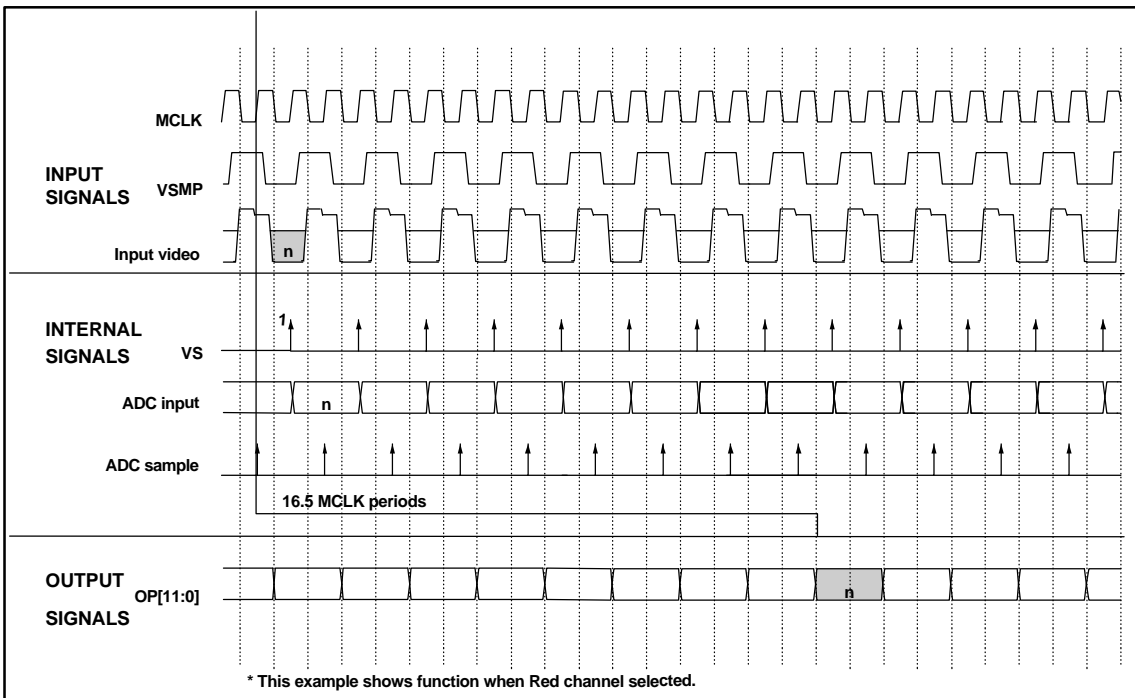 MCLK
INPUT
SIGNALS
VSMP
Input video
n
INTERNAL
SIGNALS
1
VS
ADC input
n
ADC sample
16.5 MCLK periods
OUTPUT
SIGNALS
OP[11:0]
n
* This example shows function when Red channel selected.